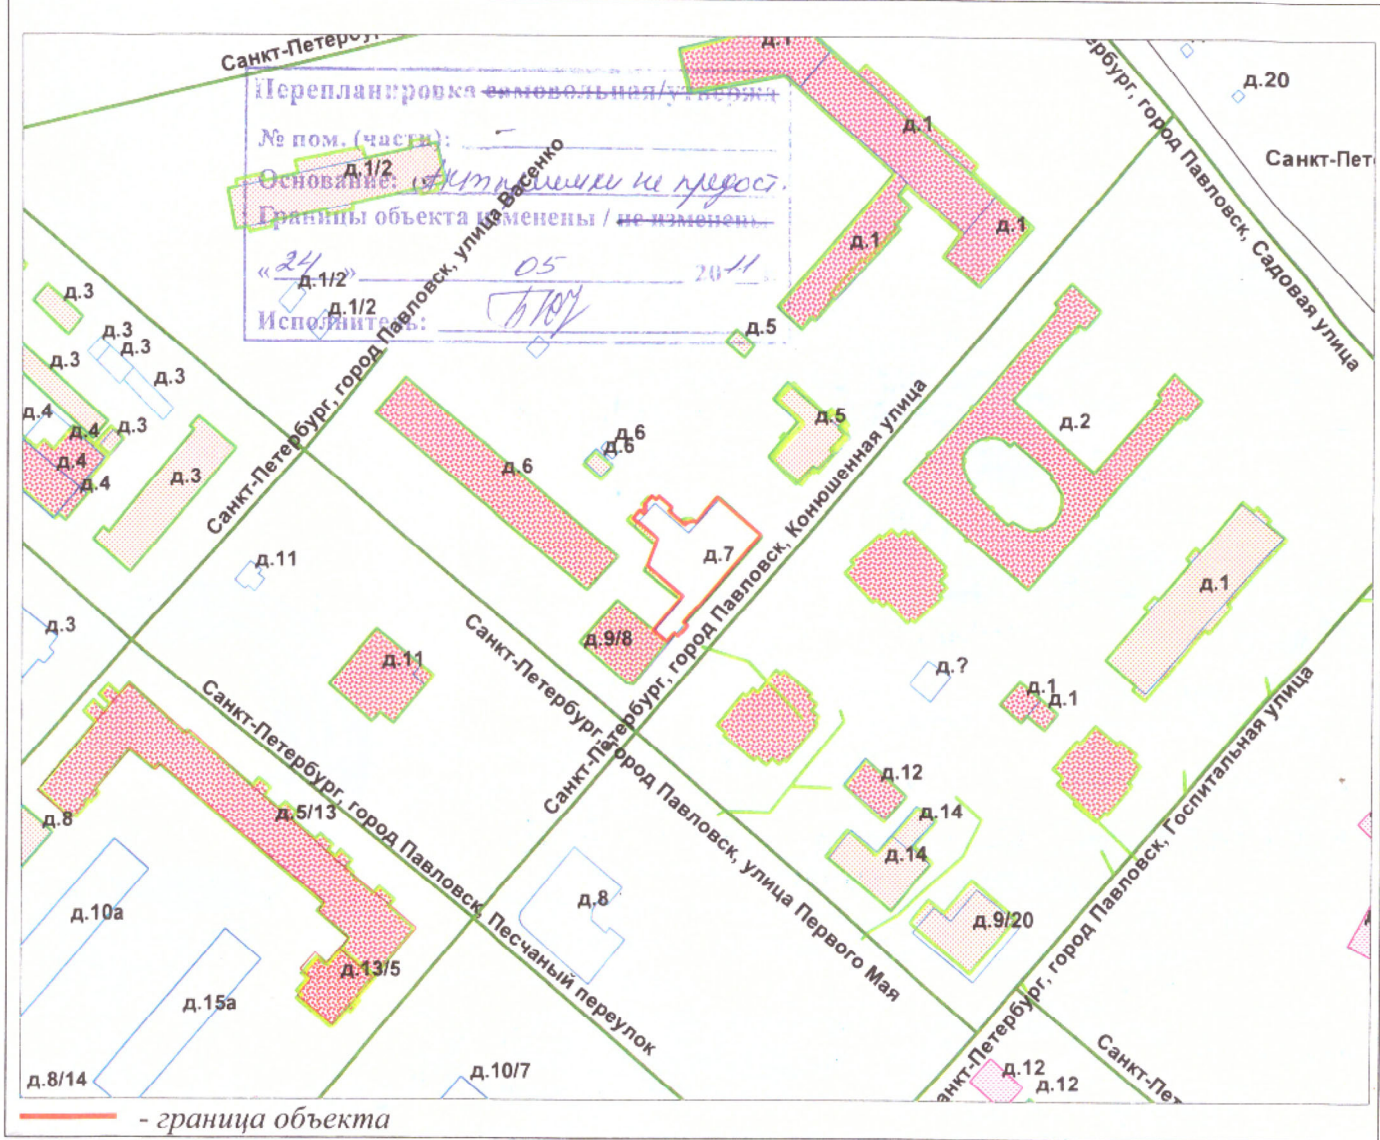 Санкт-Петербу
д.1
д.20
Перепланировка самовольная/утвержд
№ пом. (части): -
Основание: Акт приемки не предост.
Границы объекта изменены / не изменены
«24» 05 2011 г.
Исполнитель:
ербург, город Павловск, Садовая улица
Санкт-Пет
д.1/2
д.1
д.1
д.1
д.1/2
д.1/2
Санкт-Петербург, город Павловск, улица Васенко
д.3
д.3
д.3
д.3
д.3
д.5
д.5
д.4
д.4
д.3
д.4
д.4
д.3
д.6
д.6
д.6
д.2
Санкт-Петербург, город Павловск, Конюшенная улица
д.7
д.11
д.1
д.3
д.9/8
д.11
д.?
д.1
д.1
Санкт-Петербург, город Павловск, улица Первого Мая
Санкт-Петербург, город Павловск, Песчаный переулок
Санкт-Петербург, город Павловск, Госпитальная улица
д.12
д.14
д.14
д.8
д.5/13
д.10а
д.8
д.9/20
д.13/5
д.15а
д.8/14
д.10/7
д.12
д.12
Санкт-Пет
- граница объекта